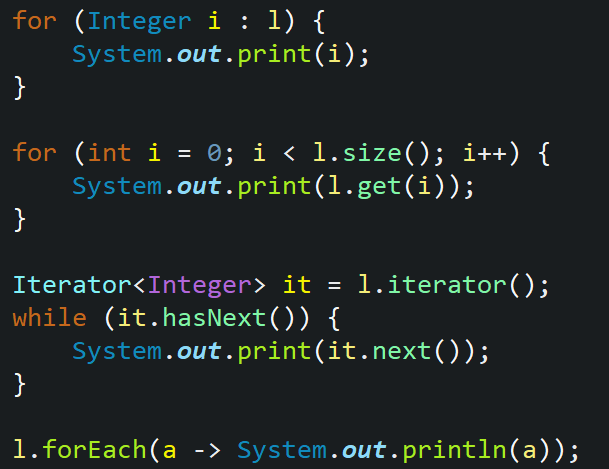 for (Integer i : l) {
    System.out.print(i);
}

for (int i = 0; i < l.size(); i++) {
    System.out.print(l.get(i));
}

Iterator<Integer> it = l.iterator();
while (it.hasNext()) {
    System.out.print(it.next());
}

l.forEach(a -> System.out.println(a));